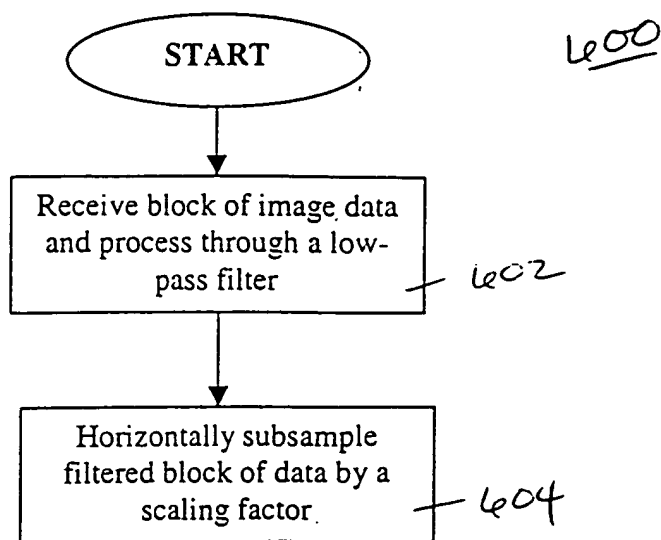 START
600
Receive block of image data
and process through a low-
pass filter
602
Horizontally subsample
filtered block of data by a
scaling factor
604